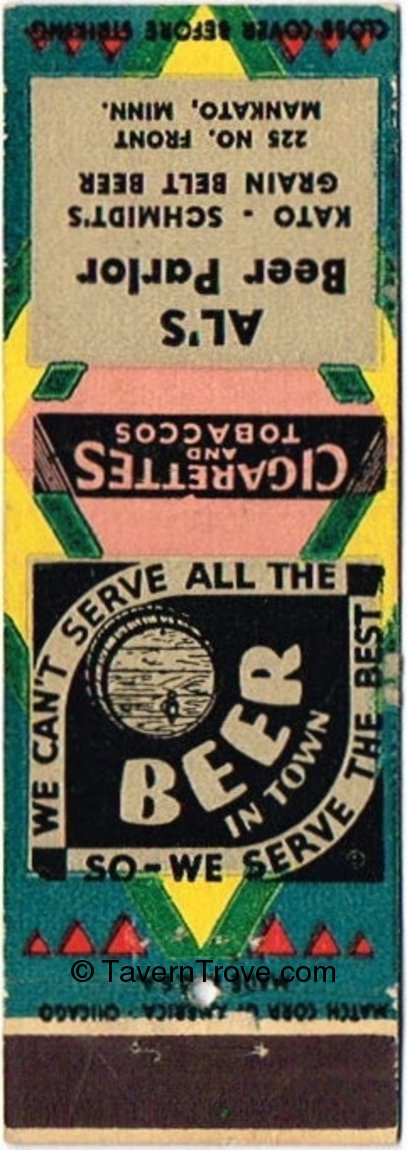 CLOSE COVER BEFORE STRIKING
AL'S
Beer Parlor
KATO - SCHMIDT'S
GRAIN BELT BEER
225 NO. FRONT
MANKATO, MINN.
CIGARETTES
AND
TOBACCOS
WE CAN'T SERVE ALL THE
BEER
IN TOWN
SO-WE SERVE THE BEST
©
© TavernTrove.com
MADE
MATCH CORP. AMERICA - CHICAGO